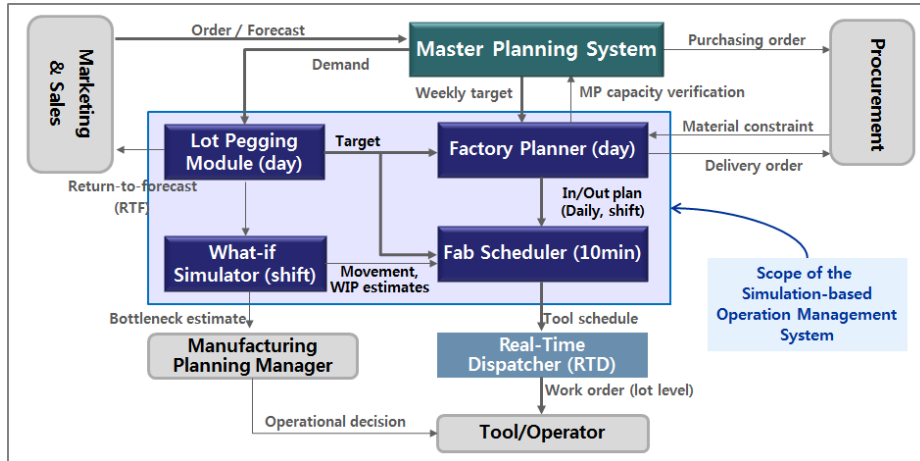 Marketing
& Sales
Order / Forecast
Demand
Master Planning System
Purchasing order
Procurement
Weekly target
MP capacity verification
Lot Pegging
Module (day)
Target
Factory Planner (day)
Material constraint
Delivery order
Return-to-forecast
(RTF)
In/Out plan
(Daily, shift)
What-if
Simulator (shift)
Movement,
WIP estimates
Fab Scheduler (10min)
Scope of the
Simulation-based
Operation Management
System
Bottleneck estimate
Tool schedule
Manufacturing
Planning Manager
Real-Time
Dispatcher (RTD)
Work order (lot level)
Operational decision
Tool/Operator